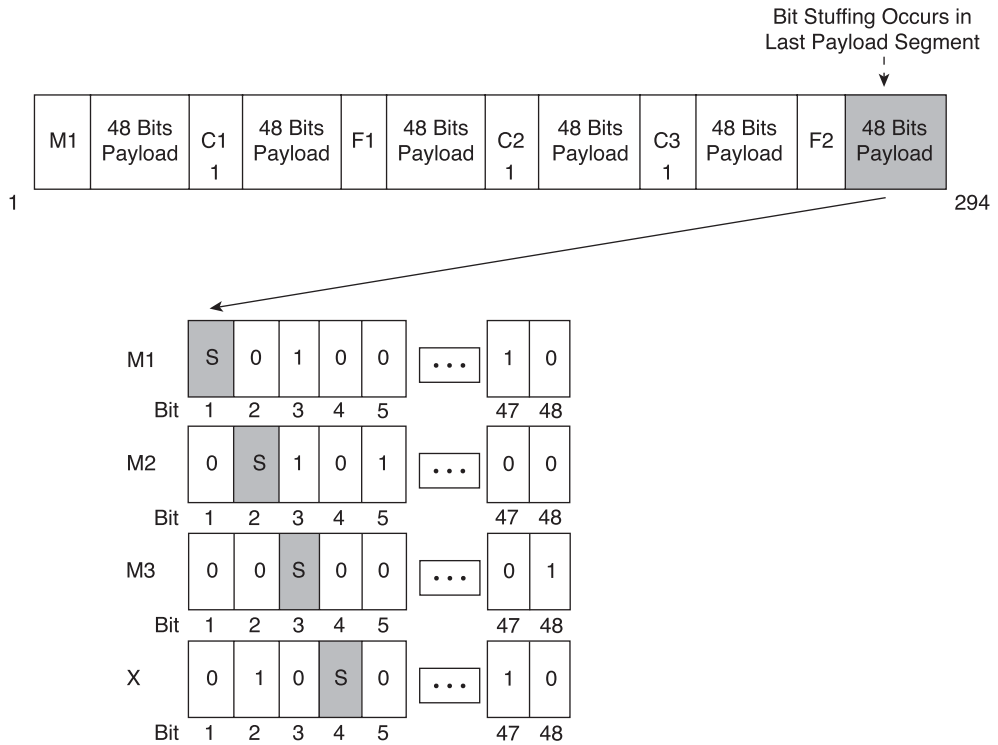 Bit Stuffing Occurs in
Last Payload Segment
M1 48 Bits Payload C1 1 48 Bits Payload F1 48 Bits Payload C2 1 48 Bits Payload C3 1 48 Bits Payload F2 48 Bits Payload
1 294
M1 S 0 1 0 0 ... 1 0
Bit 1 2 3 4 5 47 48
M2 0 S 1 0 1 ... 0 0
Bit 1 2 3 4 5 47 48
M3 0 0 S 0 0 ... 0 1
Bit 1 2 3 4 5 47 48
X 0 1 0 S 0 ... 1 0
Bit 1 2 3 4 5 47 48